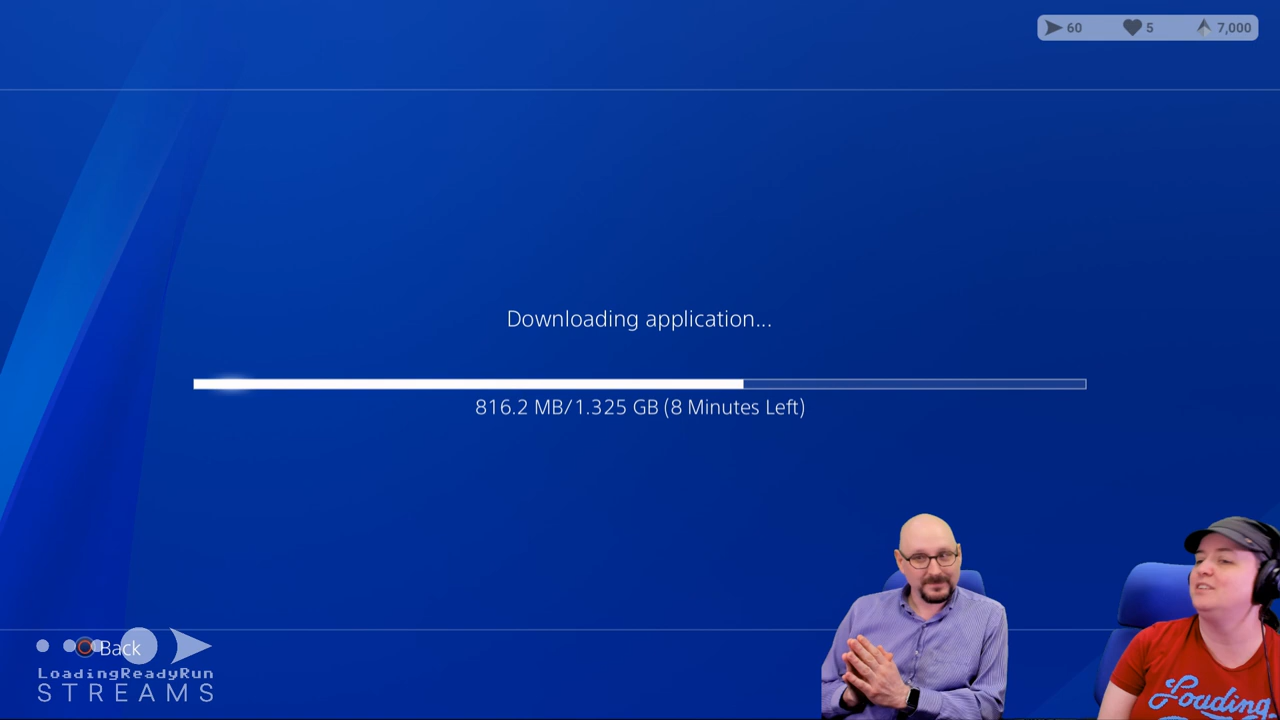 60 5 7,000
Downloading application...
816.2 MB/1.325 GB (8 Minutes Left)
Back
LoadingReadyRun
STREAMS
Loading